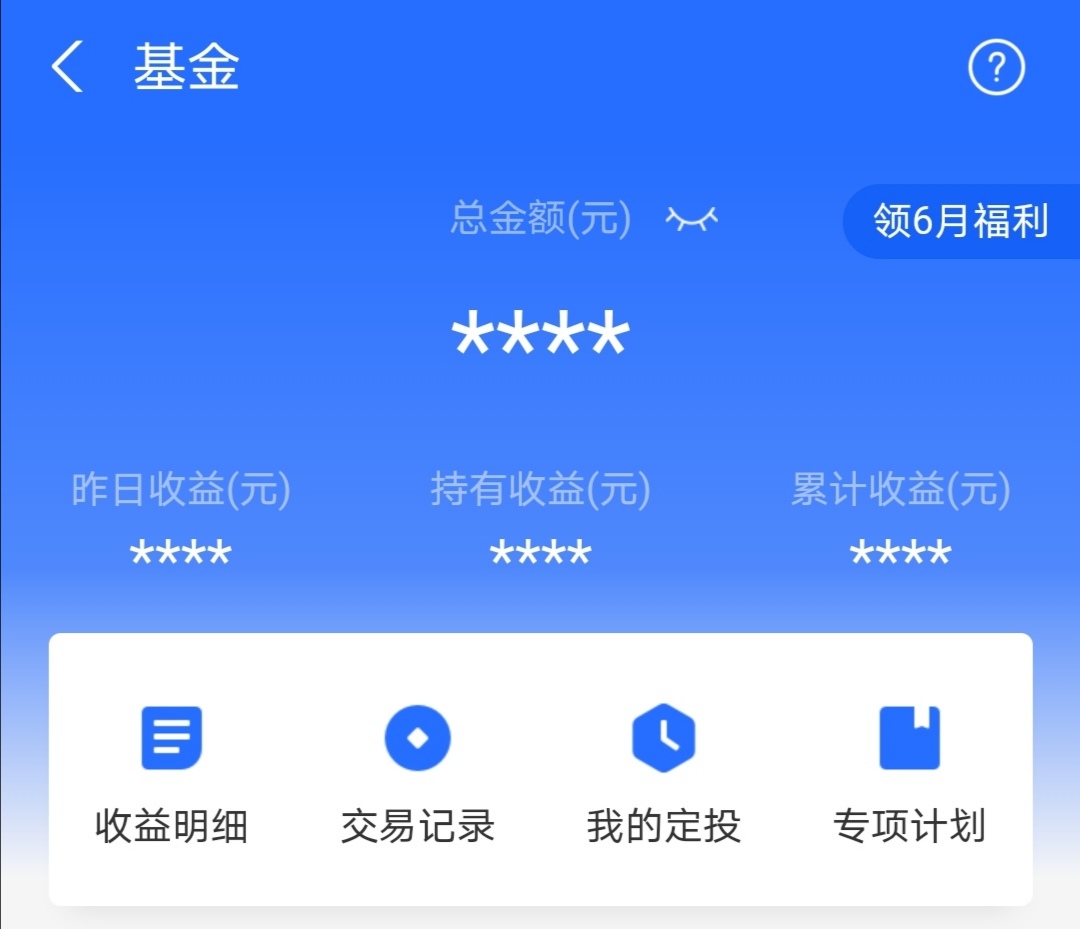 基金
总金额(元)
领6月福利
****
昨日收益(元) 持有收益(元) 累计收益(元)
**** **** ****
收益明细 交易记录 我的定投 专项计划